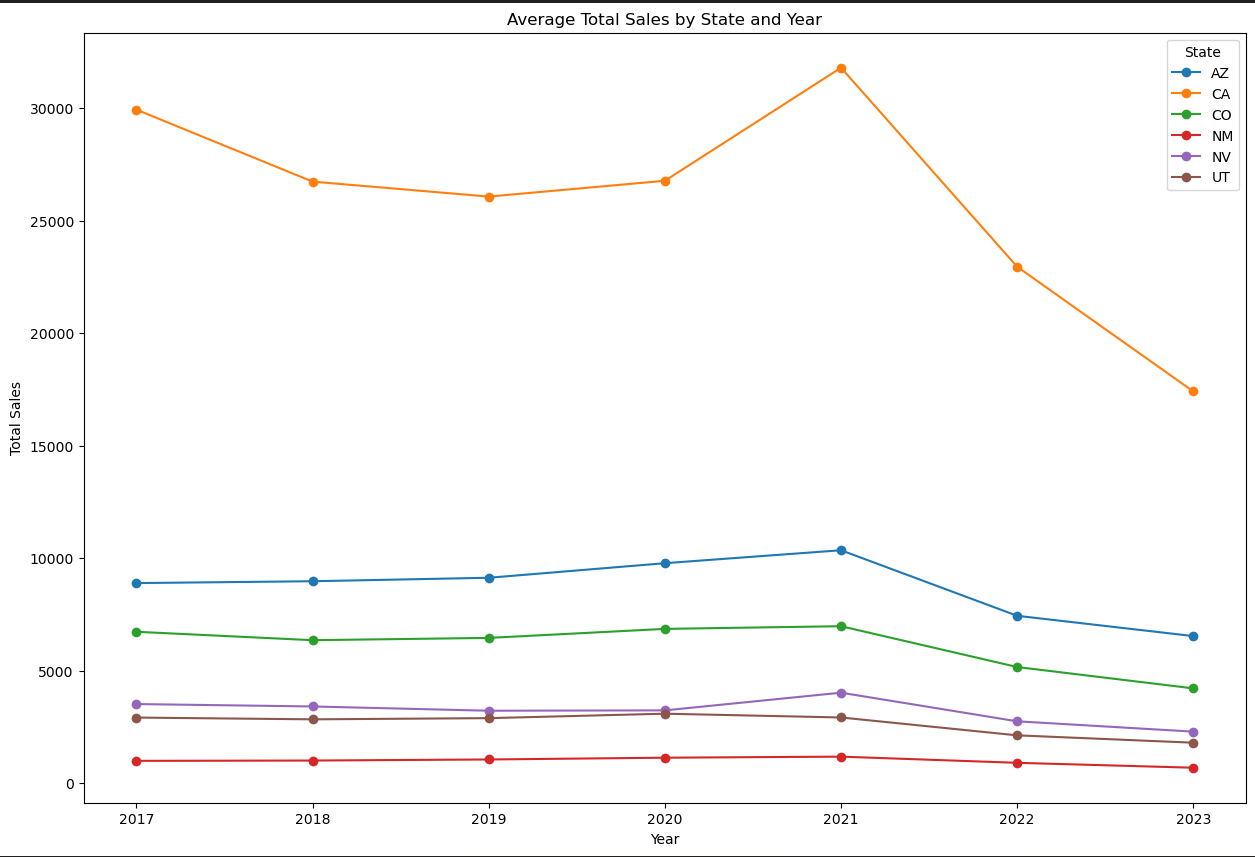 Average Total Sales by State and Year
State
AZ
CA
CO
NM
NV
UT
30000
25000
20000
15000
10000
5000
0
Total Sales
2017 2018 2019 2020 2021 2022 2023
Year